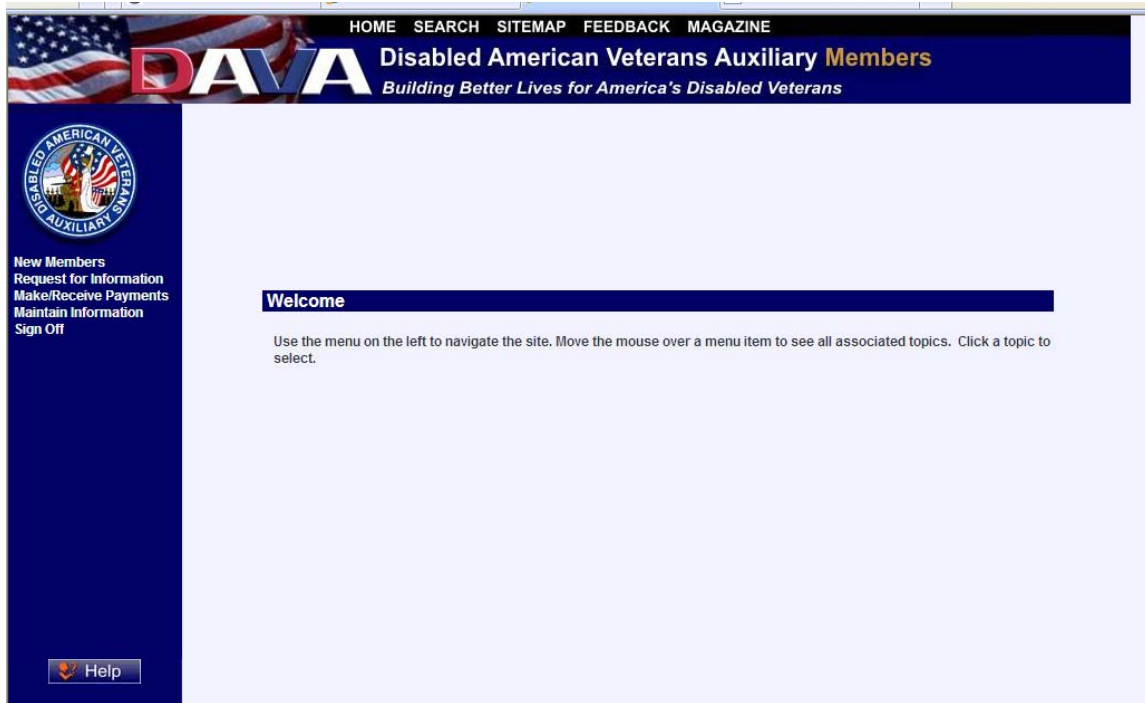 HOME SEARCH SITEMAP FEEDBACK MAGAZINE
DAVA
Disabled American Veterans Auxiliary Members
Building Better Lives for America's Disabled Veterans
DISABLED AMERICAN VETERANS
AUXILIARY
New Members
Request for Information
Make/Receive Payments
Maintain Information
Sign Off
Welcome
Use the menu on the left to navigate the site. Move the mouse over a menu item to see all associated topics. Click a topic to
select.
Help